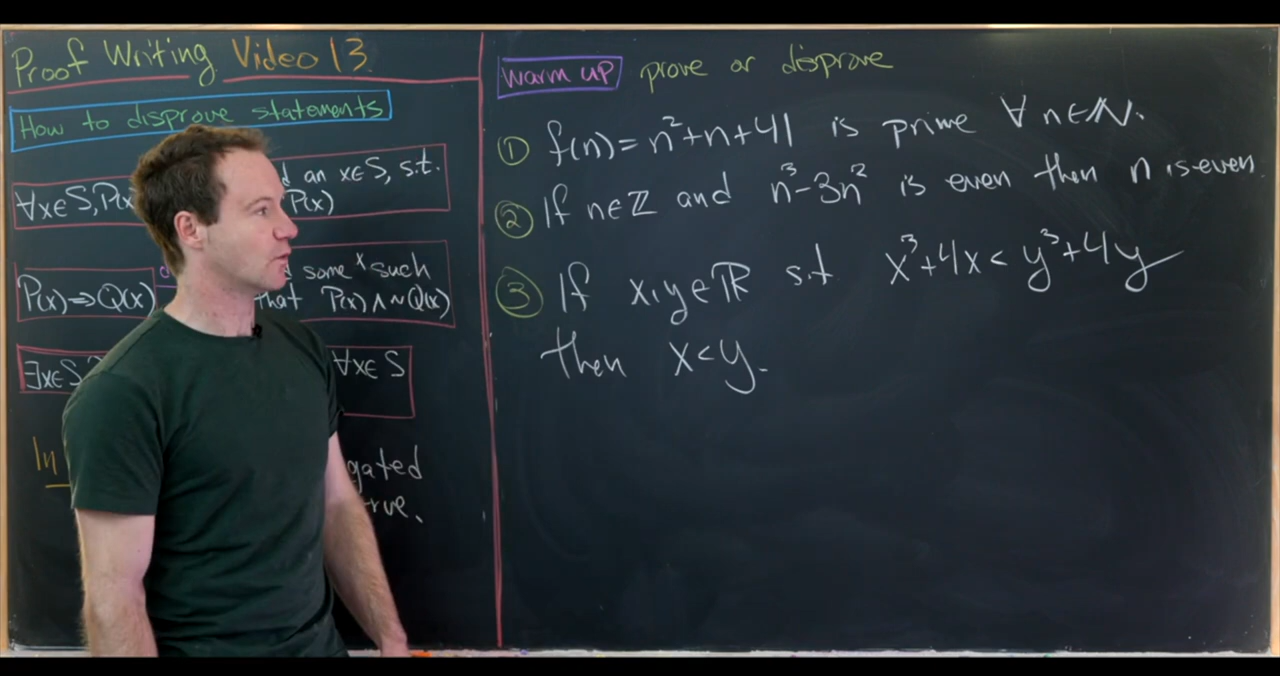 Proof Writing Video 13
How to disprove statements
∀x∈S, P(x) an x∈S, s.t.
P(x)
P(x) ⇒ Q(x) some x such
that P(x) ∧ ~Q(x)
∃x∈S ∀x∈S
In
true.
warm up prove or disprove
① f(n) = n²+n+41 is prime ∀ n∈ℕ.
② If n∈ℤ and n³-3n² is even then n is even.
③ If x,y∈ℝ s.t x³+4x < y³+4y
then x<y.